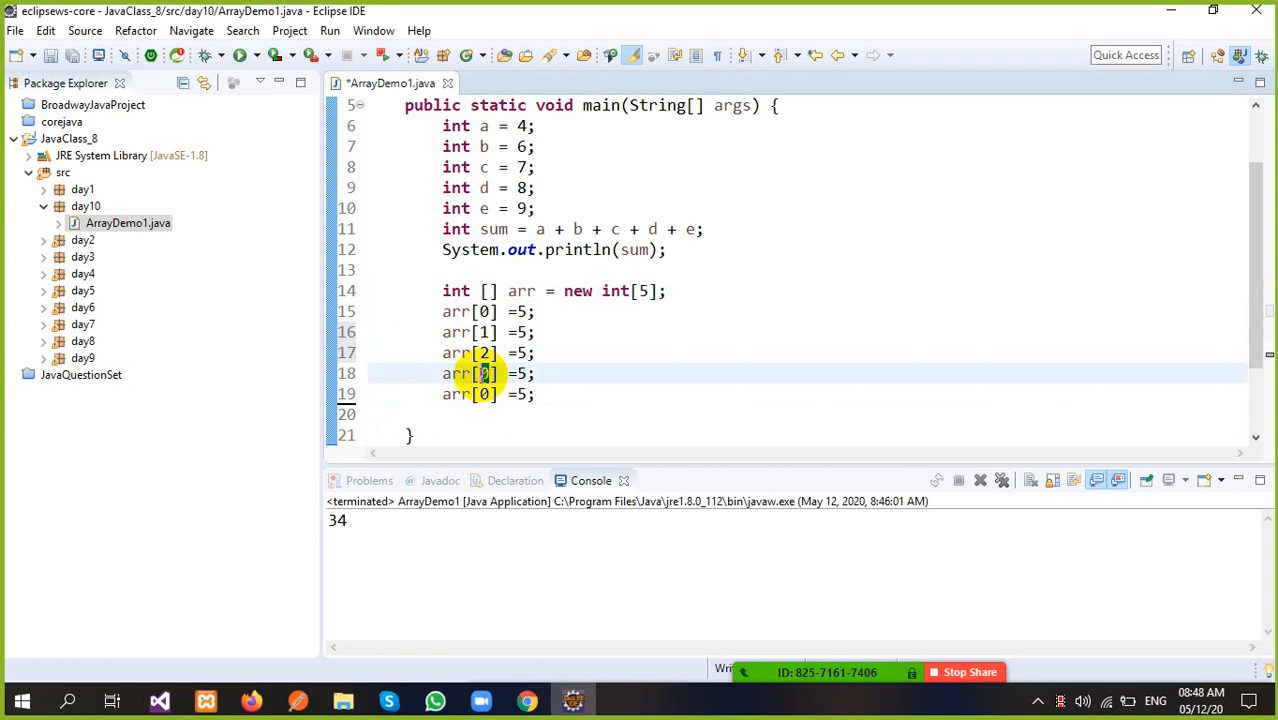 eclipsews-core - JavaClass_8/src/day10/ArrayDemo1.java - Eclipse IDE
File Edit Source Refactor Navigate Search Project Run Window Help
Quick Access
Package Explorer
*ArrayDemo1.java
BroadwayJavaProject
corejava
JavaClass_8
JRE System Library [JavaSE-1.8]
src
day1
day10
ArrayDemo1.java
day2
day3
day4
day5
day6
day7
day8
day9
JavaQuestionSet
5 public static void main(String[] args) {
6 int a = 4;
7 int b = 6;
8 int c = 7;
9 int d = 8;
10 int e = 9;
11 int sum = a + b + c + d + e;
12 System.out.println(sum);
13
14 int [] arr = new int[5];
15 arr[0] =5;
16 arr[1] =5;
17 arr[2] =5;
18 arr[0] =5;
19 arr[0] =5;
20
21 }
Problems Javadoc Declaration Console
<terminated> ArrayDemo1 [Java Application] C:\Program Files\Java\jre1.8.0_112\bin\javaw.exe (May 12, 2020, 8:46:01 AM)
34
ID: 825-7161-7406 Stop Share
ENG
08:48 AM
05/12/20